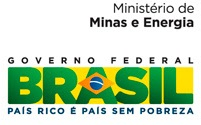 Ministério de
Minas e Energia
GOVERNO FEDERAL
BRASIL
PAÍS RICO É PAÍS SEM POBREZA